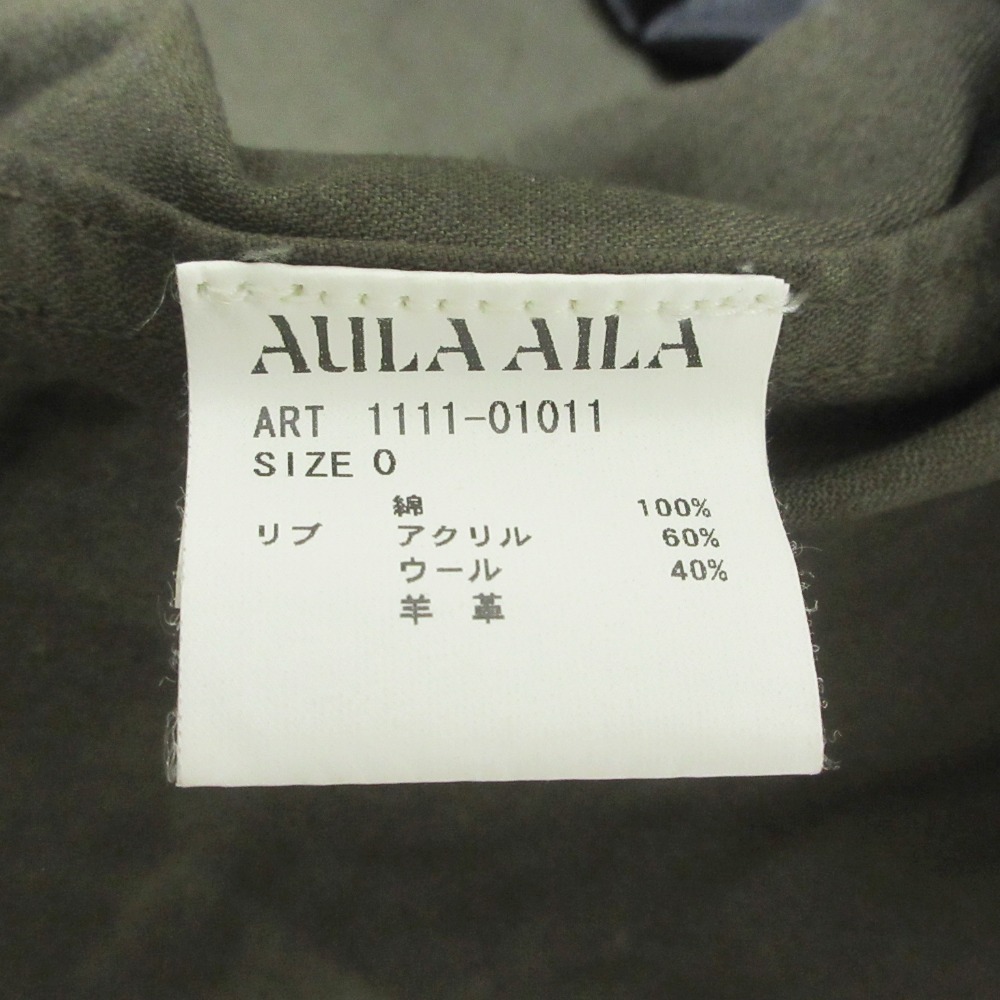 AULA AILA
ART 1111-01011
SIZE 0
綿 100%
リブ アクリル 60%
ウール 40%
羊 革